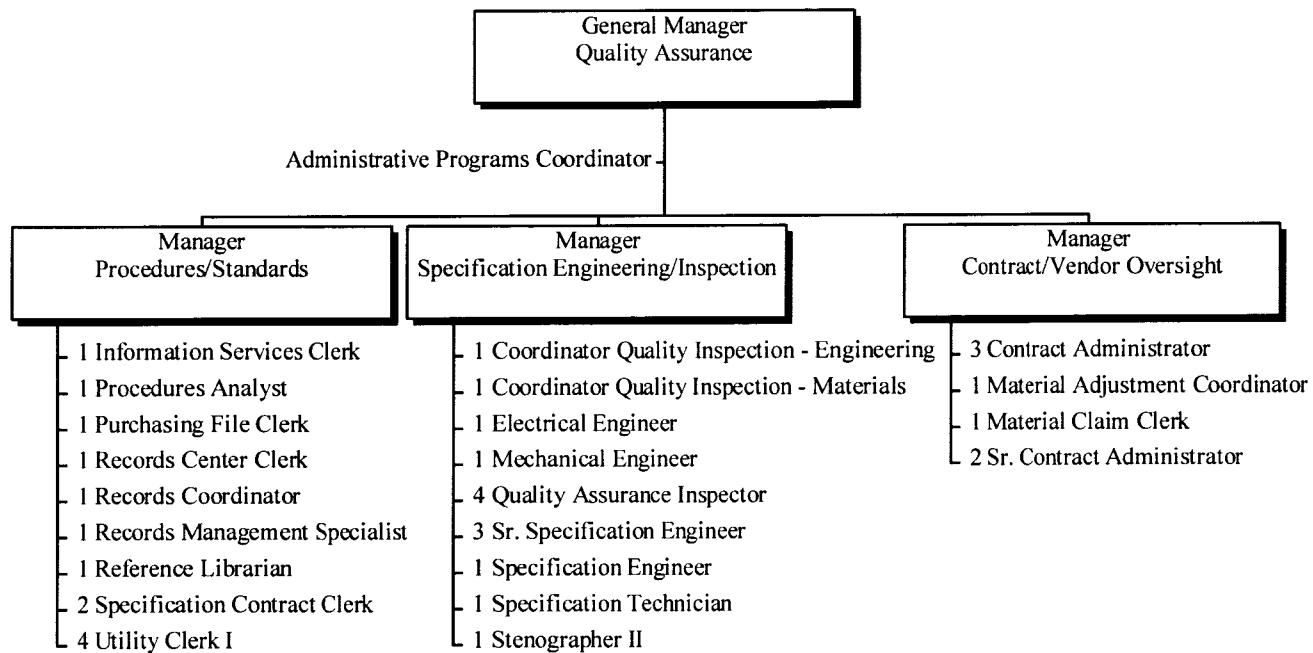 General Manager
Quality Assurance
Administrative Programs Coordinator
Manager
Procedures/Standards
1 Information Services Clerk
1 Procedures Analyst
1 Purchasing File Clerk
1 Records Center Clerk
1 Records Coordinator
1 Records Management Specialist
1 Reference Librarian
2 Specification Contract Clerk
4 Utility Clerk I
Manager
Specification Engineering/Inspection
1 Coordinator Quality Inspection - Engineering
1 Coordinator Quality Inspection - Materials
1 Electrical Engineer
1 Mechanical Engineer
4 Quality Assurance Inspector
3 Sr. Specification Engineer
1 Specification Engineer
1 Specification Technician
1 Stenographer II
Manager
Contract/Vendor Oversight
3 Contract Administrator
1 Material Adjustment Coordinator
1 Material Claim Clerk
2 Sr. Contract Administrator